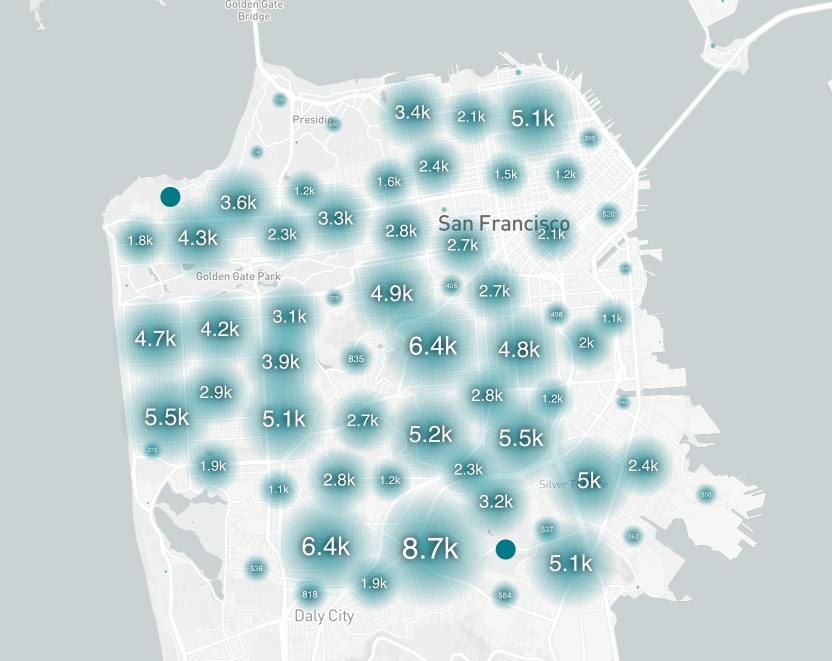 Golden Gate
Bridge
3.4k
2.1k
5.1k
Presidio
2.4k
1.5k
1.2k
1.6k
1.2k
3.6k
3.3k
520
1.8k
4.3k
2.3k
2.8k
San Francisco
2.7k
2.1k
Golden Gate Park
4.9k
405
2.7k
3.1k
498
1.1k
4.7k
4.2k
6.4k
4.8k
2k
3.9k
835
2.9k
2.8k
1.2k
5.5k
5.1k
2.7k
5.2k
5.5k
1.9k
2.3k
2.4k
1.1k
2.8k
1.2k
Silver T
5k
3.2k
350
537
362
6.4k
8.7k
5.1k
536
1.9k
818
584
Daly City